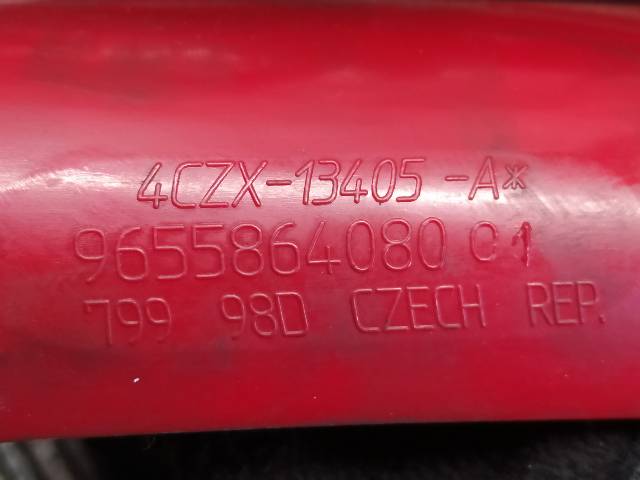 4CZX-13405-A*
9655864080 01
799 98D CZECH REP.